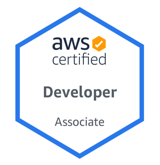 aws
certified
Developer
Associate